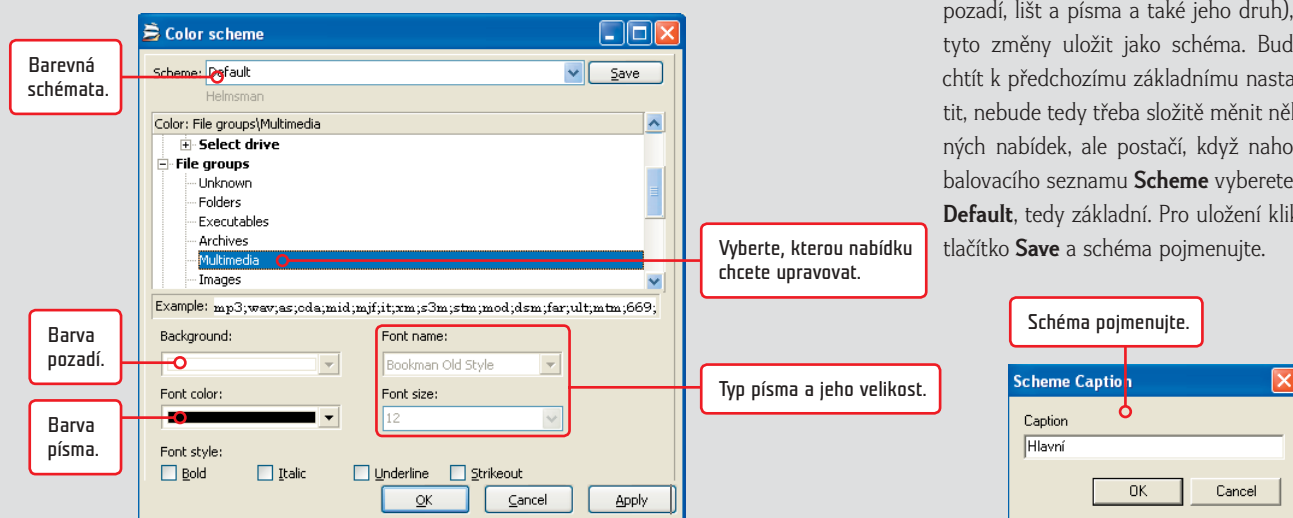 Barevná
schémata.
Barva
pozadí.
Barva
písma.
Color scheme
Scheme: Default
Save
Helmsman
Color: File groups\Multimedia
Select drive
File groups
Unknown
Folders
Executables
Archives
Multimedia
Images
Example: mp3;wav;as;cda;mid;mjf;it;xm;s3m;stm;mod;dsm;far;ult;mtm;669;
Background:
Font name:
Bookman Old Style
Font color:
Font size:
12
Font style:
Bold Italic Underline Strikeout
OK Cancel Apply
Vyberte, kterou nabídku
chcete upravovat.
Typ písma a jeho velikost.
pozadí, lišt a písma a také jeho druh),
tyto změny uložit jako schéma. Bud
chtít k předchozímu základnímu nasta
tit, nebude tedy třeba složitě měnit
ných nabídek, ale postačí, když naho
balovacího seznamu Scheme vyberete
Default, tedy základní. Pro uložení klik
tlačítko Save a schéma pojmenujte.
Schéma pojmenujte.
Scheme Caption
Caption
Hlavní
OK Cancel